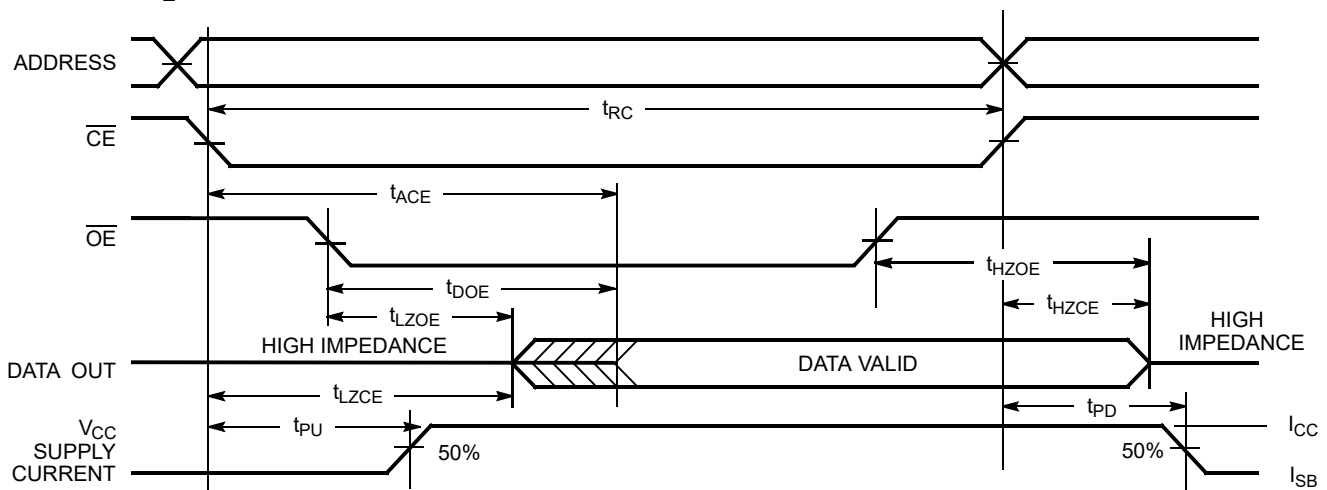 ADDRESS
tRC
CE
tACE
OE
tHZOE
tDOE
tHZCE
tLZOE
HIGH IMPEDANCE
HIGH
IMPEDANCE
DATA OUT
DATA VALID
tLZCE
tPD
VCC
SUPPLY
CURRENT
tPU
50%
50%
ICC
ISB